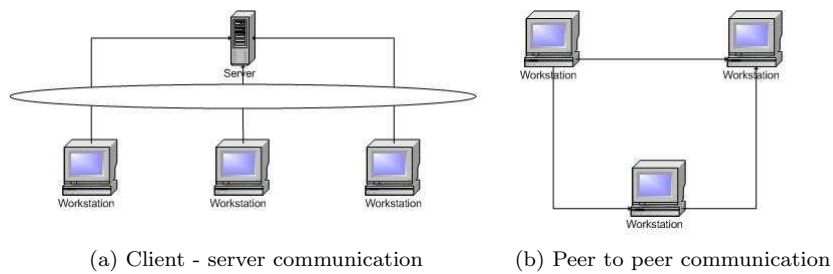 Server
Workstation
Workstation
Workstation
(a) Client - server communication
Workstation
Workstation
Workstation
(b) Peer to peer communication